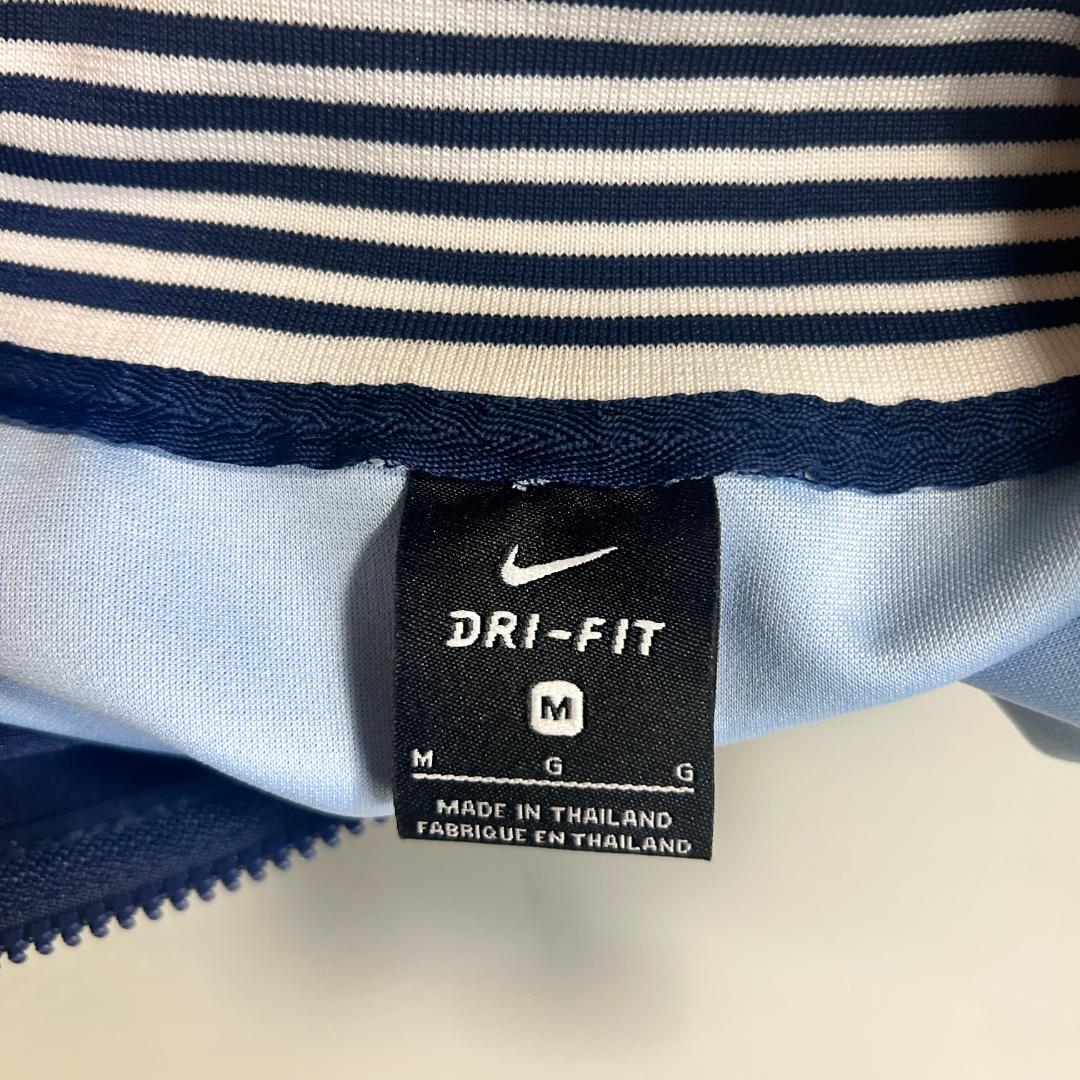 DRI-FIT
M
M G G
MADE IN THAILAND
FABRIQUE EN THAILAND